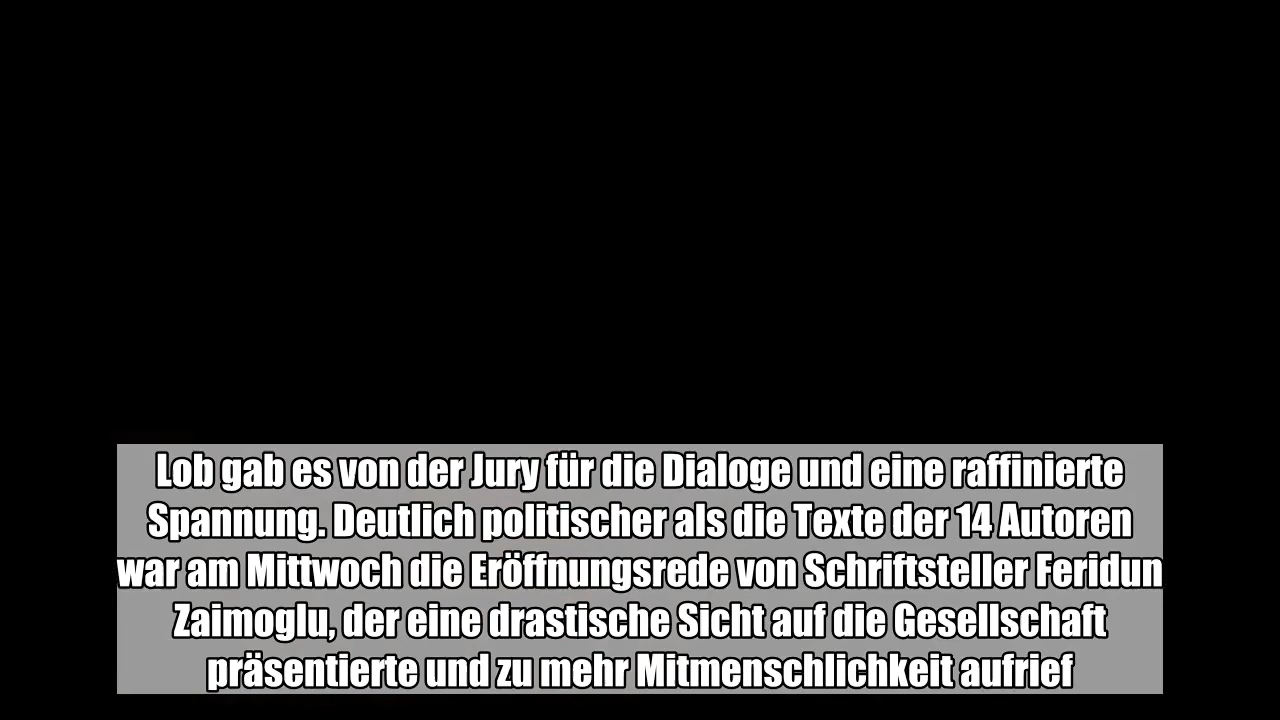 Lob gab es von der Jury für die Dialoge und eine raffinierte
Spannung. Deutlich politischer als die Texte der 14 Autoren
war am Mittwoch die Eröffnungsrede von Schriftsteller Feridun
Zaimoglu, der eine drastische Sicht auf die Gesellschaft
präsentierte und zu mehr Mitmenschlichkeit aufrief